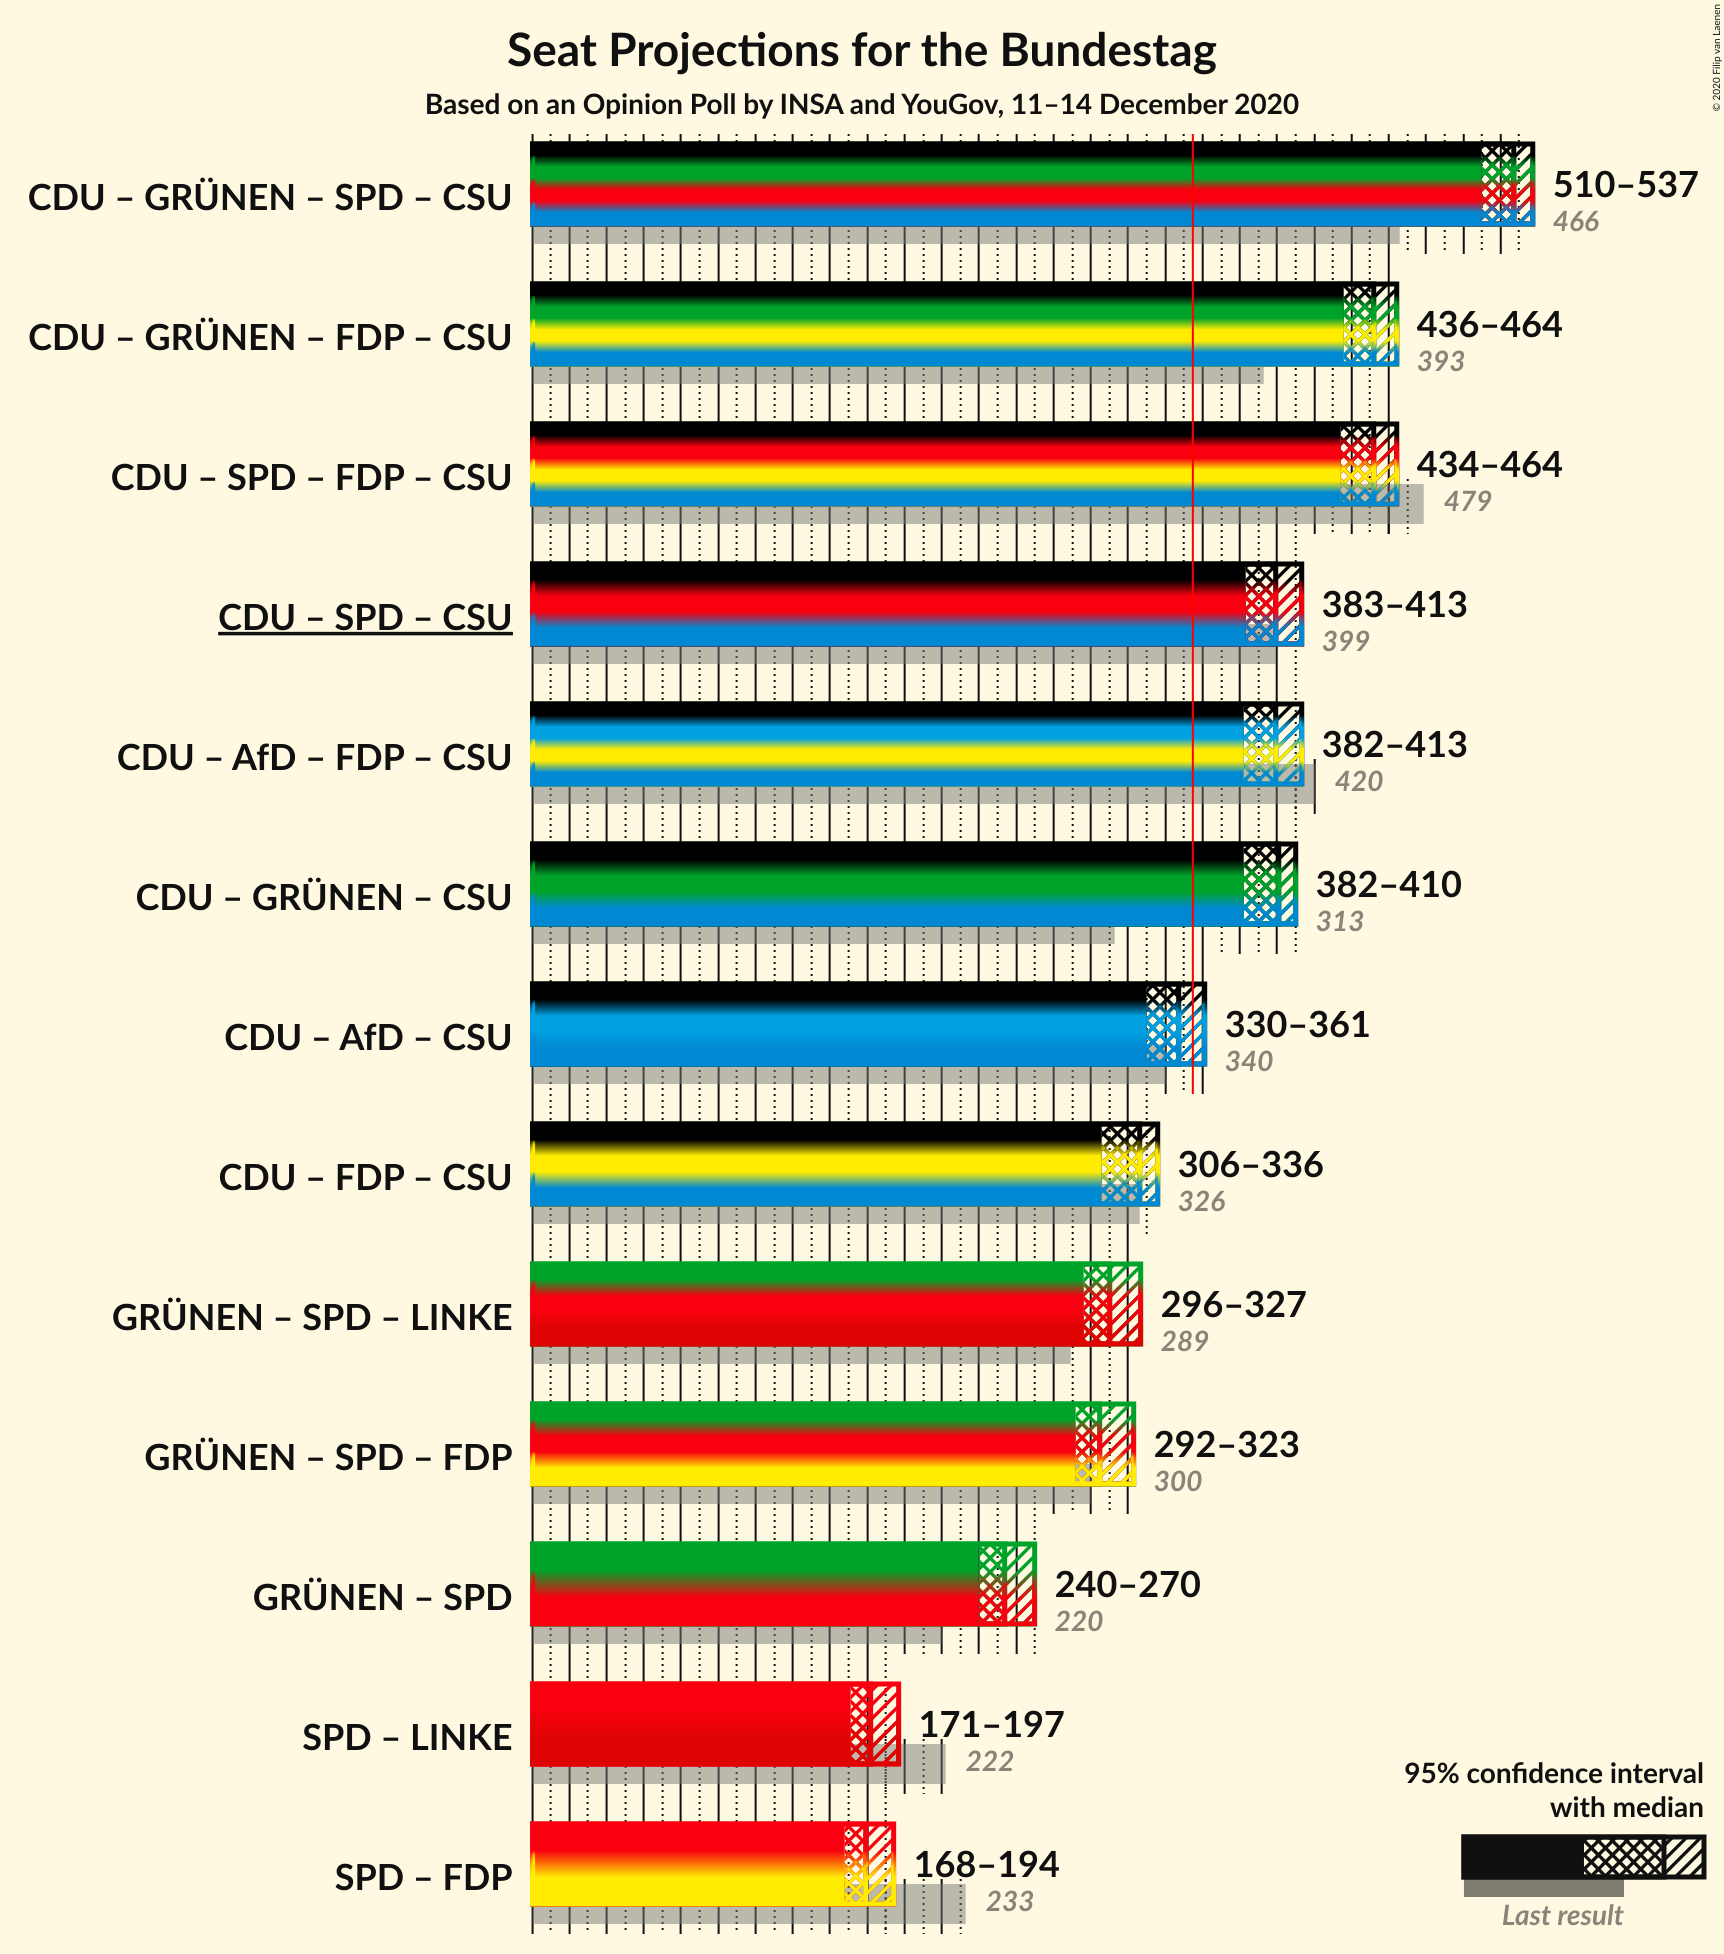 Seat Projections for the Bundestag
Based on an Opinion Poll by INSA and YouGov, 11–14 December 2020
© 2020 Filip van Laenen
CDU – GRÜNEN – SPD – CSU
510–537
466
CDU – GRÜNEN – FDP – CSU
436–464
393
CDU – SPD – FDP – CSU
434–464
479
CDU – SPD – CSU
383–413
399
CDU – AfD – FDP – CSU
382–413
420
CDU – GRÜNEN – CSU
382–410
313
CDU – AfD – CSU
330–361
340
CDU – FDP – CSU
306–336
326
GRÜNEN – SPD – LINKE
296–327
289
GRÜNEN – SPD – FDP
292–323
300
GRÜNEN – SPD
240–270
220
SPD – LINKE
171–197
222
SPD – FDP
168–194
233
95% confidence interval
with median
Last result